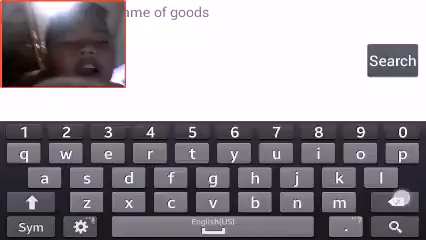 ame of goods
Search
1 2 3 4 5 6 7 8 9 0
q w e r t y u i o p
a s d f g h j k l
z x c v b n m
English(US)
Sym .